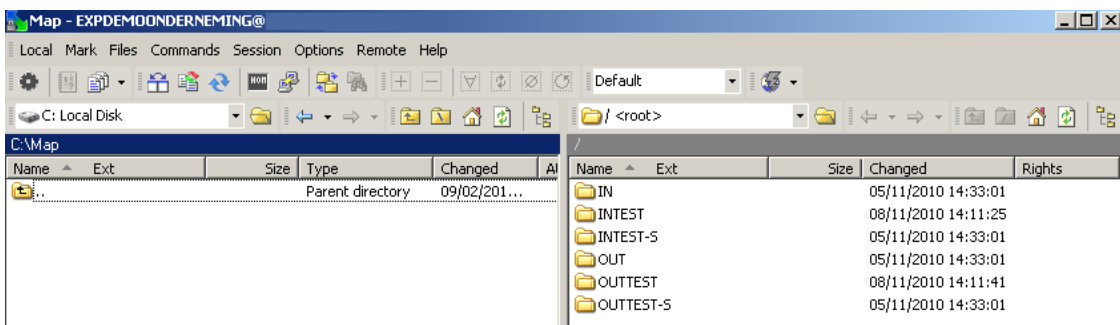 Map - EXPDEMOONDERNEMING@
Local Mark Files Commands Session Options Remote Help
Default
C: Local Disk
/ <root>
C:\Map
/
Name Ext Size Type Changed
Name Ext Size Changed Rights
.. Parent directory 09/02/201...
IN 05/11/2010 14:33:01
INTEST 08/11/2010 14:11:25
INTEST-S 05/11/2010 14:33:01
OUT 05/11/2010 14:33:01
OUTTEST 08/11/2010 14:11:41
OUTTEST-S 05/11/2010 14:33:01